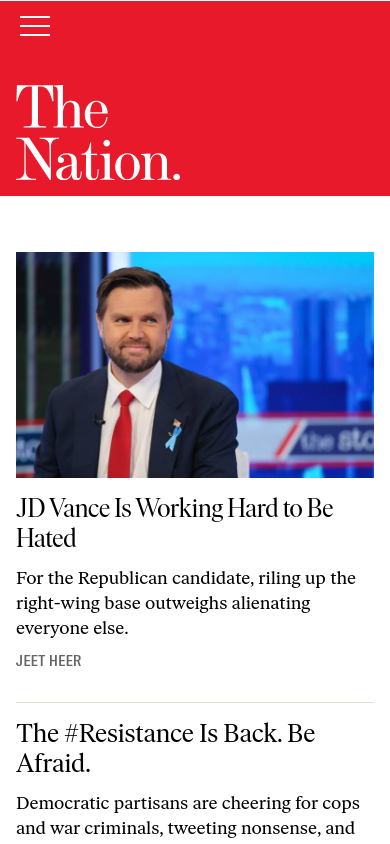 The
Nation.
the sto
JD Vance Is Working Hard to Be
Hated
For the Republican candidate, riling up the
right-wing base outweighs alienating
everyone else.
JEET HEER
The #Resistance Is Back. Be
Afraid.
Democratic partisans are cheering for cops
and war criminals, tweeting nonsense, and